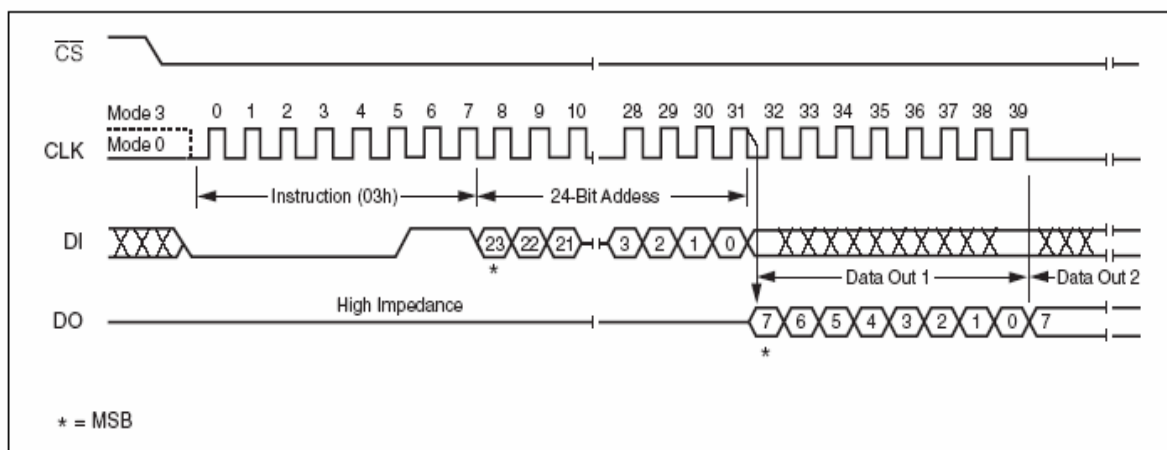 CS
Mode 3
0 1 2 3 4 5 6 7 8 9 10 28 29 30 31 32 33 34 35 36 37 38 39
CLK
Mode 0
Instruction (03h)
24-Bit Addess
DI
23 22 21 3 2 1 0
*
Data Out 1
Data Out 2
High Impedance
DO
7 6 5 4 3 2 1 0 7
*
* = MSB